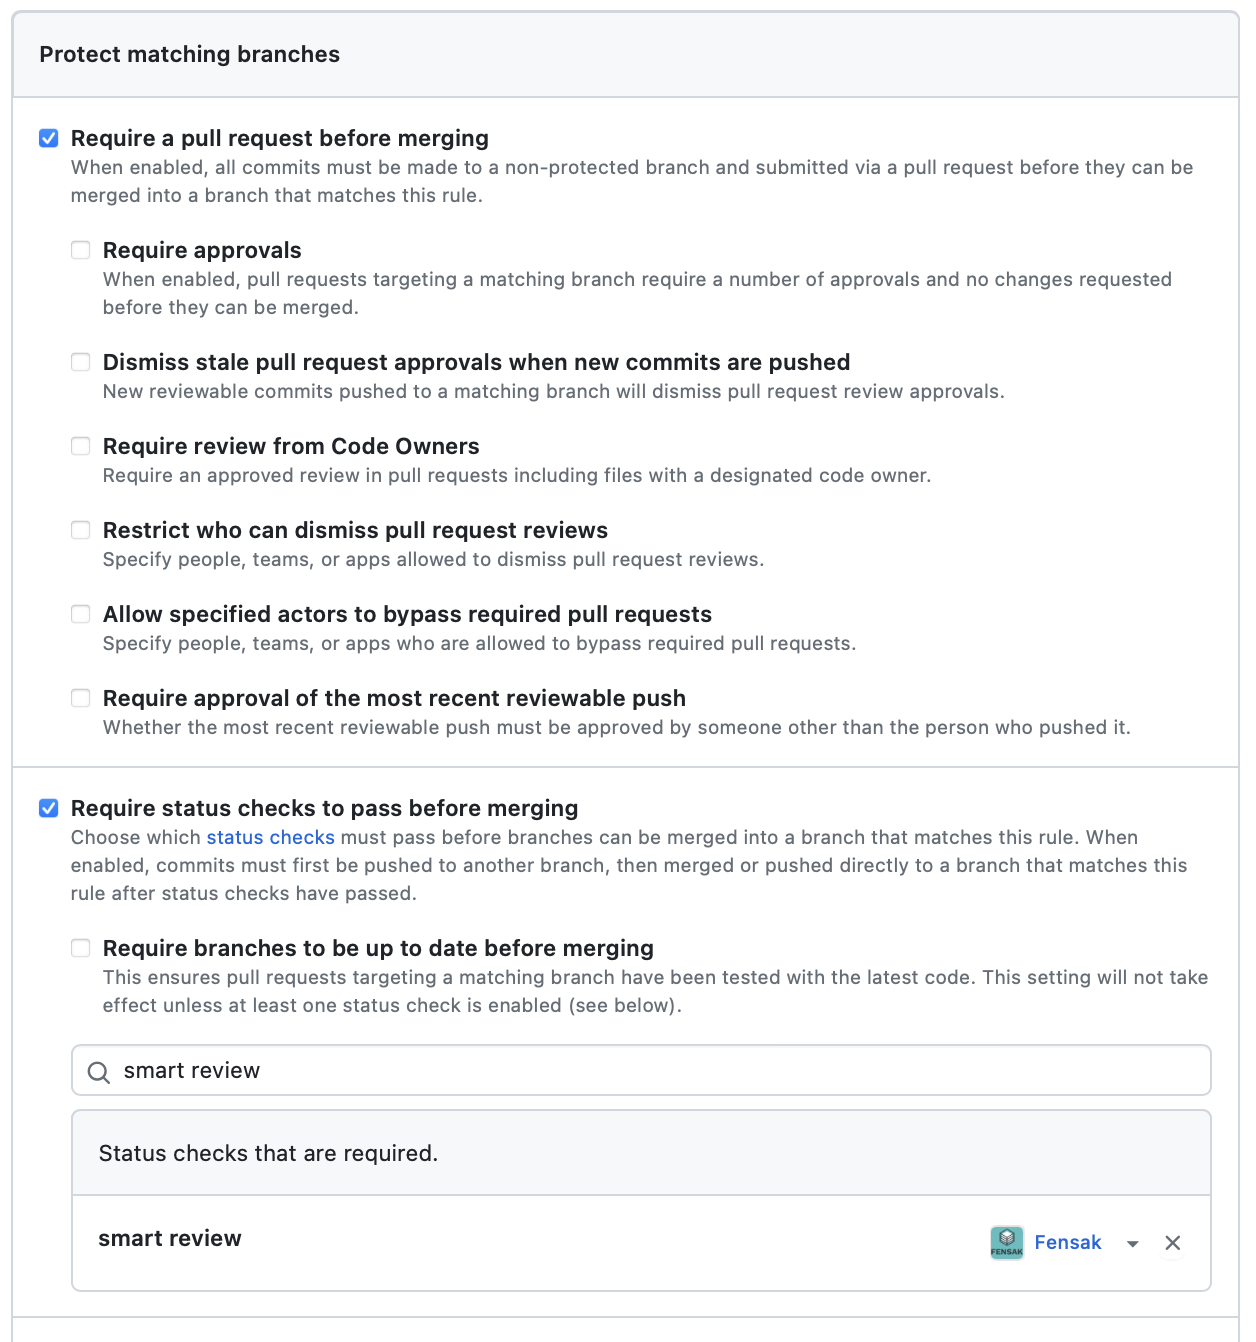 Protect matching branches
Require a pull request before merging
When enabled, all commits must be made to a non-protected branch and submitted via a pull request before they can be
merged into a branch that matches this rule.
Require approvals
When enabled, pull requests targeting a matching branch require a number of approvals and no changes requested
before they can be merged.
Dismiss stale pull request approvals when new commits are pushed
New reviewable commits pushed to a matching branch will dismiss pull request review approvals.
Require review from Code Owners
Require an approved review in pull requests including files with a designated code owner.
Restrict who can dismiss pull request reviews
Specify people, teams, or apps allowed to dismiss pull request reviews.
Allow specified actors to bypass required pull requests
Specify people, teams, or apps who are allowed to bypass required pull requests.
Require approval of the most recent reviewable push
Whether the most recent reviewable push must be approved by someone other than the person who pushed it.
Require status checks to pass before merging
Choose which status checks must pass before branches can be merged into a branch that matches this rule. When
enabled, commits must first be pushed to another branch, then merged or pushed directly to a branch that matches this
rule after status checks have passed.
Require branches to be up to date before merging
This ensures pull requests targeting a matching branch have been tested with the latest code. This setting will not take
effect unless at least one status check is enabled (see below).
smart review
Status checks that are required.
smart review
FENSAK
Fensak